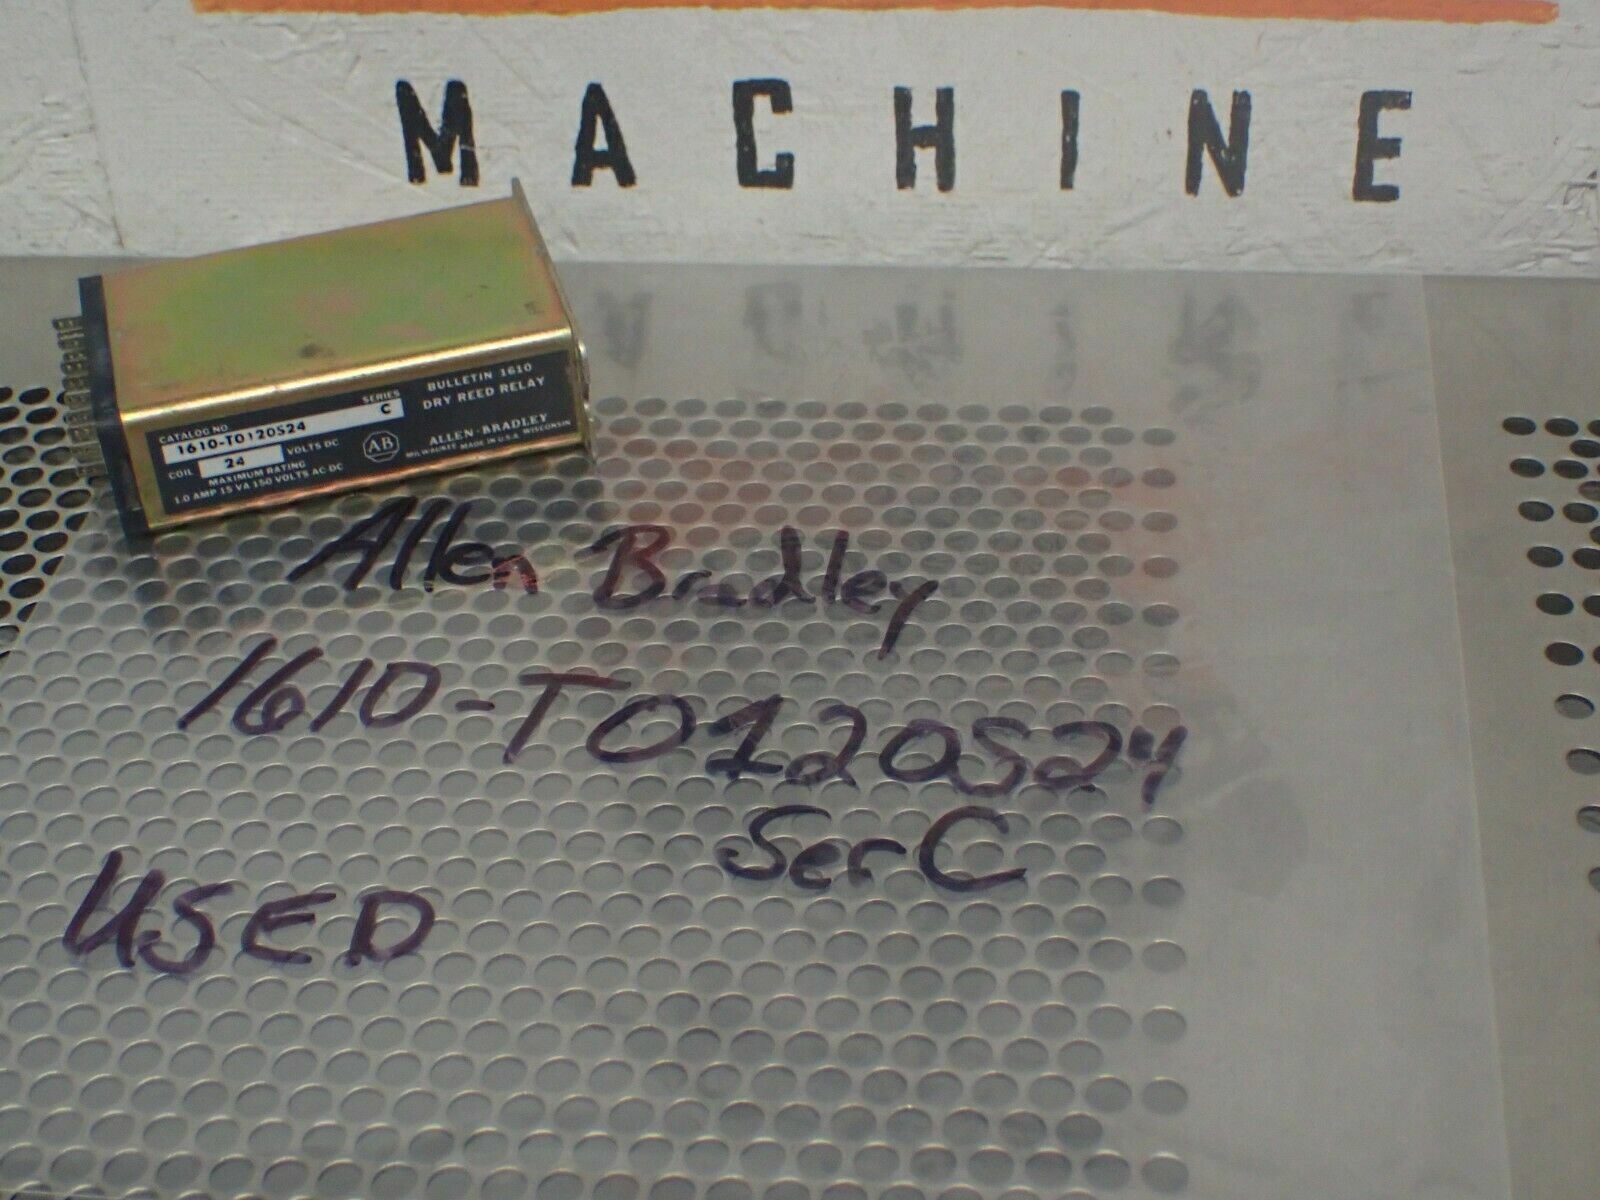 MACHINE
BULLETIN 1610
DRY REED RELAY
SERIES
C
CATALOG NO.
1610-T0120S24
COIL 24 VOLTS DC
MAXIMUM RATING
1.0 AMP 15 VA 150 VOLTS AC-DC
AB
ALLEN-BRADLEY
MILWAUKEE MADE IN U.S.A. WISCONSIN
Allen Bradley
1610-T0120S24
Ser C
USED